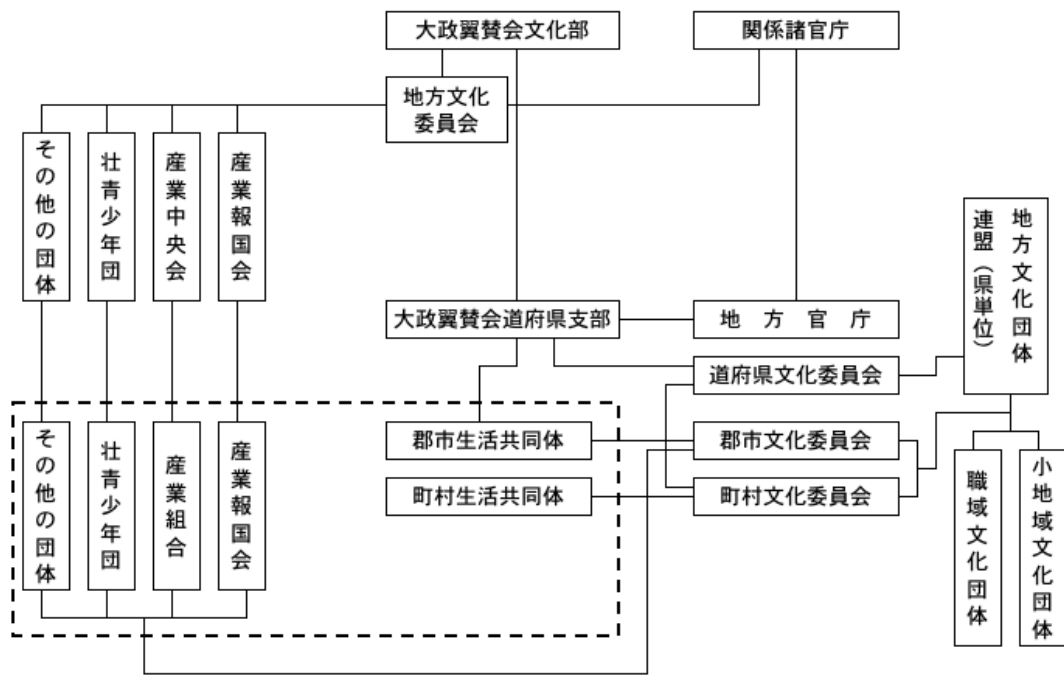 大政翼賛会文化部
関係諸官庁
地方文化
委員会
その他の団体
壮青少年団
産業中央会
産業報国会
地方文化団体
連盟（県単位）
大政翼賛会道府県支部
地方官庁
道府県文化委員会
その他の団体
壮青少年団
産業組合
産業報国会
郡市生活共同体
郡市文化委員会
町村生活共同体
町村文化委員会
職域文化団体
小地域文化団体